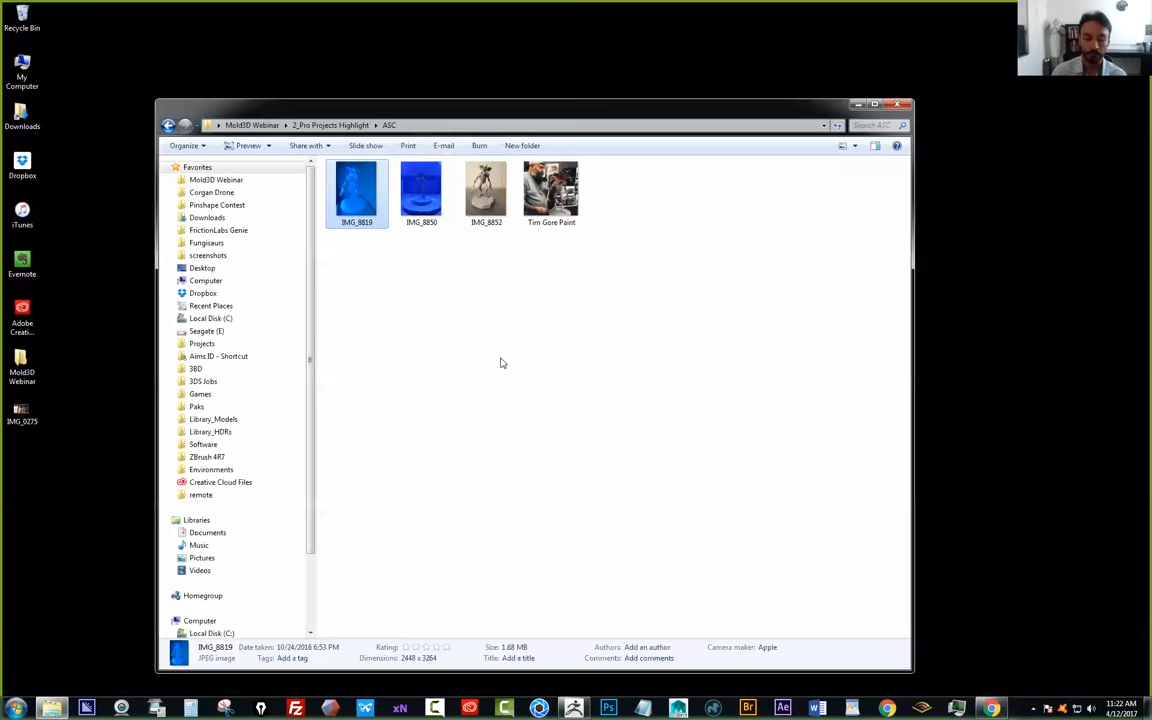 Recycle Bin
My
Computer
Downloads
Dropbox
iTunes
Evernote
Adobe
Creati...
Mold3D
Webinar
IMG_0275
Mold3D Webinar
2_Pro Projects Highlight
ASC
Search ASC
Organize
Preview
Share with
Slide show
Print
E-mail
Burn
New folder
Favorites
Mold3D Webinar
Corgan Drone
Pinshape Contest
Downloads
FrictionLabs Genie
Fungisaurs
screenshots
Desktop
Computer
Dropbox
Recent Places
Local Disk (C)
Seagate (E)
Projects
Aims ID - Shortcut
3BD
3DS Jobs
Games
Paks
Library_Models
Library_HDRs
Software
ZBrush 4R7
Environments
Creative Cloud Files
remote
Libraries
Documents
Music
Pictures
Videos
Homegroup
Computer
Local Disk (C:)
IMG_8819
IMG_8850
IMG_8852
Tim Gore Paint
IMG_8819
JPEG image
Date taken: 10/24/2016 6:53 PM
Tags: Add a tag
Rating:
Dimensions: 2448 x 3264
Size: 1.68 MB
Title: Add a title
Authors: Add an author
Comments: Add comments
Camera maker: Apple
Fz
xN
C
C
Ps
Br
Ae
W
11:22 AM
4/12/2017